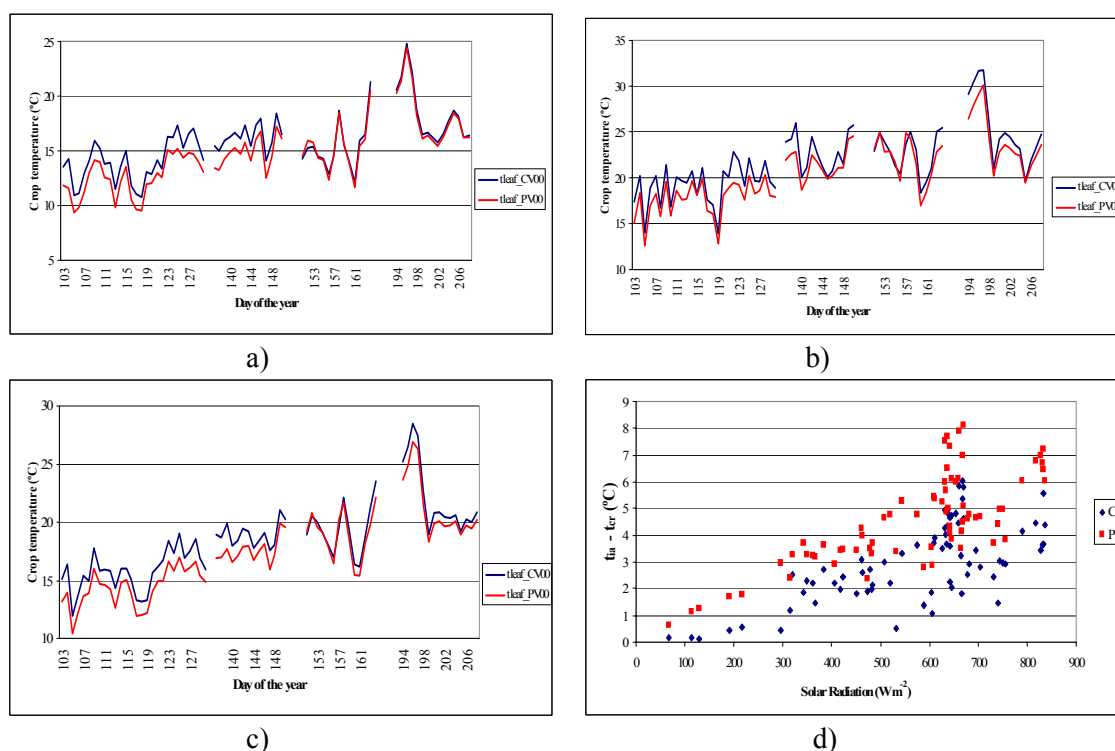 25
20
15
10
5
Crop temperature (°C)
103 107 111 115 119 123 127 140 144 148 153 157 161 194 198 202 206
Day of the year
tleaf_CV00
tleaf_PV00
a)
35
30
25
20
15
10
Crop temperature (°C)
103 107 111 115 119 123 127 140 144 148 153 157 161 194 198 202 206
Day of the year
tleaf_CV00
tleaf_PV00
b)
30
25
20
15
10
Crop temperature (°C)
103 107 111 115 119 123 127 140 144 148 153 157 161 194 198 202 206
Day of the year
tleaf_CV00
tleaf_PV00
c)
9
8
7
6
5
4
3
2
1
0
tia - tcr (°C)
0 100 200 300 400 500 600 700 800 900
Solar Radiation (Wm-2)
C
P
d)